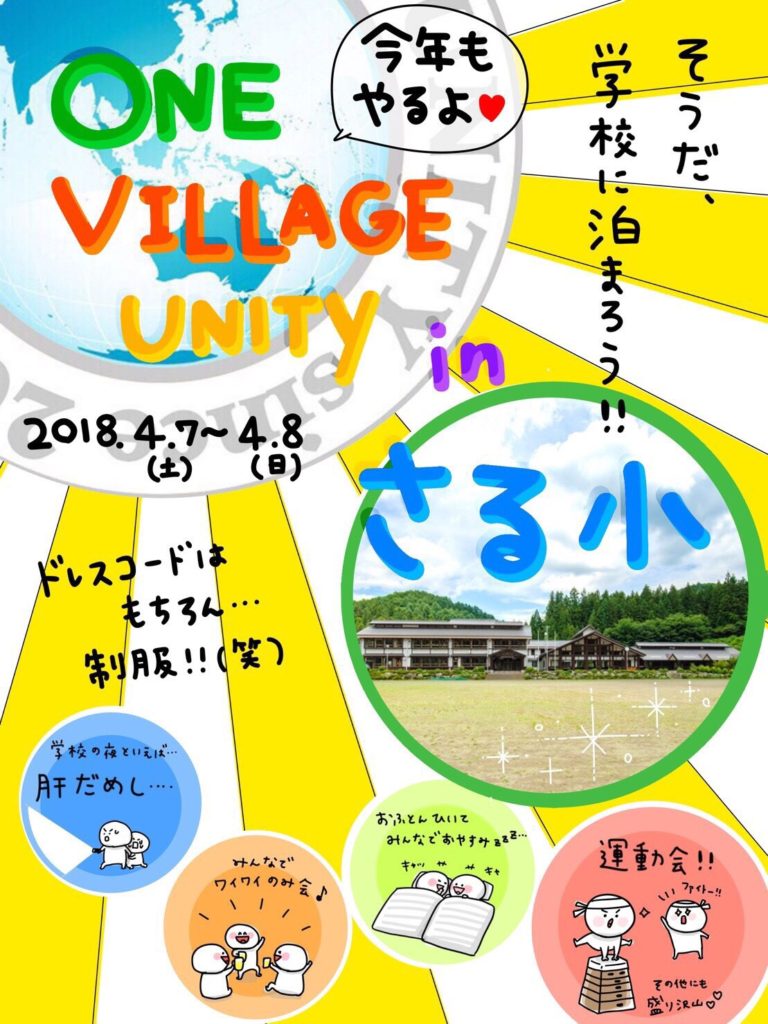 今年も
やるよ♥
ONE
VILLAGE
UNITY
in
さる小
そうだ、
学校に泊まろう!!
UNITY since 20
2018.4.7〜4.8
(土) (日)
ドレスコードは
もちろん…
制服!!(笑)
学校の夜といえば…
肝だめし....
みんなで
ワイワイのみ会♪
おふとんひいて
みんなでおやすみzzz…
キャッ ャ ャ キャ
運動会!!
ファイトー!!
その他にも
盛り沢山♡♡